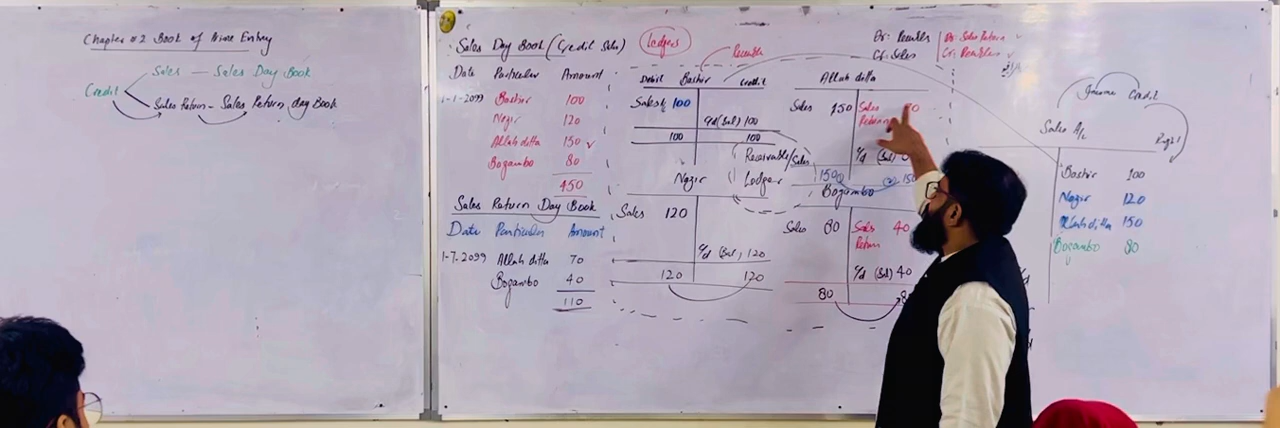 Chapter # 2 Book of Prime Entry
Credit
Sales — Sales Day Book
Sales Return - Sales Return day Book
Sales Day Book (Credit Sales)
Date Particular Amount
1-1-2099 Bashir 100
Nazir 120
Allah ditta 150
Bogambo 80
450
Sales Return Day Book
Date Particular Amount
1-7-2099 Allah ditta 70
Bogambo 40
110
Ledgers
Receivable
Debit Bashir Credit
Sales 100
c/d (Bal) 100
100 100
Nazir
Sales 120
c/d (Bal) 120
120 120
Receivable/Sales
Ledger
Allah ditta
Sales 150 Sales
Return
c/d (Bal)
150 150
Bogambo
Sales 80 Sales 40
Return
c/d (Bal) 40
80
Dr: Receivables
Cr: Sales
Dr: Sales Return
Cr: Receivables
Income Credit
Sales A/c
Right
Bashir 100
Nazir 120
Allah ditta 150
Bogambo 80